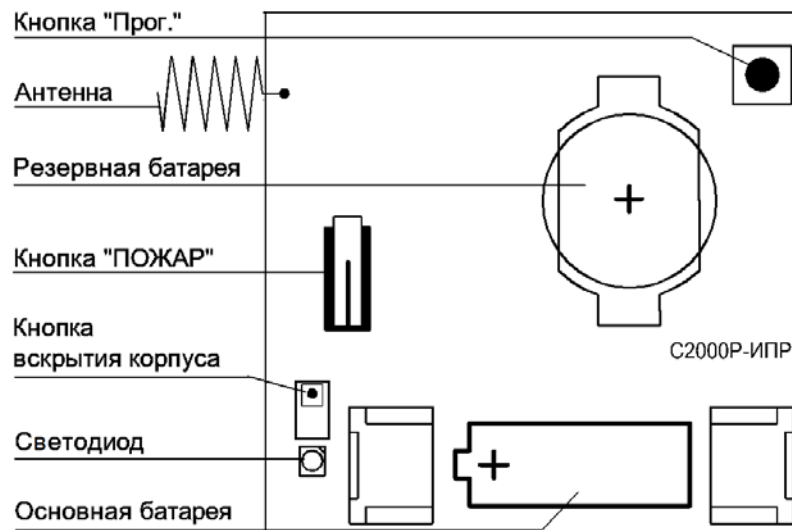 Кнопка "Прог."
Антенна
Резервная батарея
Кнопка "ПОЖАР"
Кнопка
вскрытия корпуса
С2000Р-ИПР
Светодиод
Основная батарея